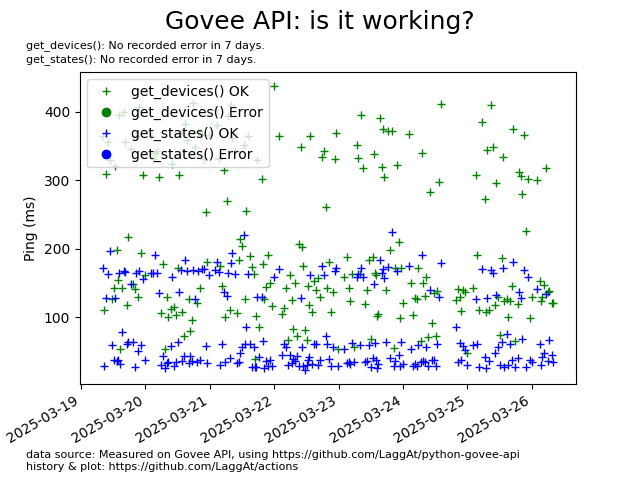 Govee API: is it working?
get_devices(): No recorded error in 7 days.
get_states(): No recorded error in 7 days.
get_devices() OK
get_devices() Error
get_states() OK
get_states() Error
Ping (ms)
400
300
200
100
2025-03-19
2025-03-20
2025-03-21
2025-03-22
2025-03-23
2025-03-24
2025-03-25
2025-03-26
data source: Measured on Govee API, using https://github.com/LaggAt/python-govee-api
history & plot: https://github.com/LaggAt/actions